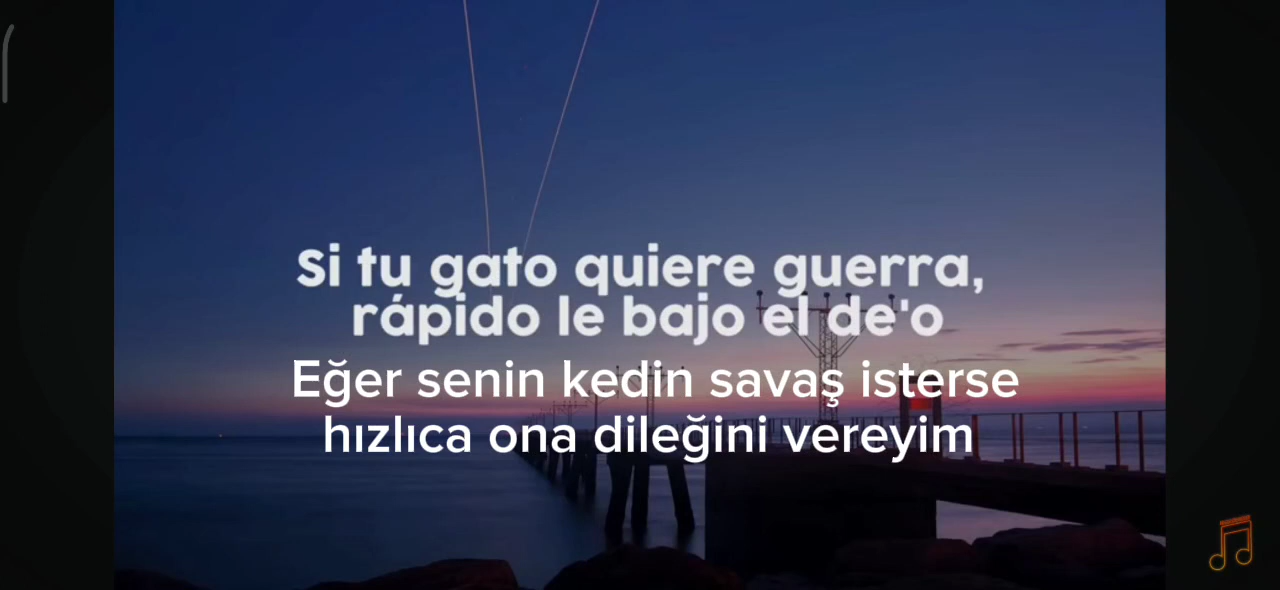 Si tu gato quiere guerra,
rápido le bajo el de'o
Eğer senin kedin savaş isterse
hızlıca ona dileğini vereyim